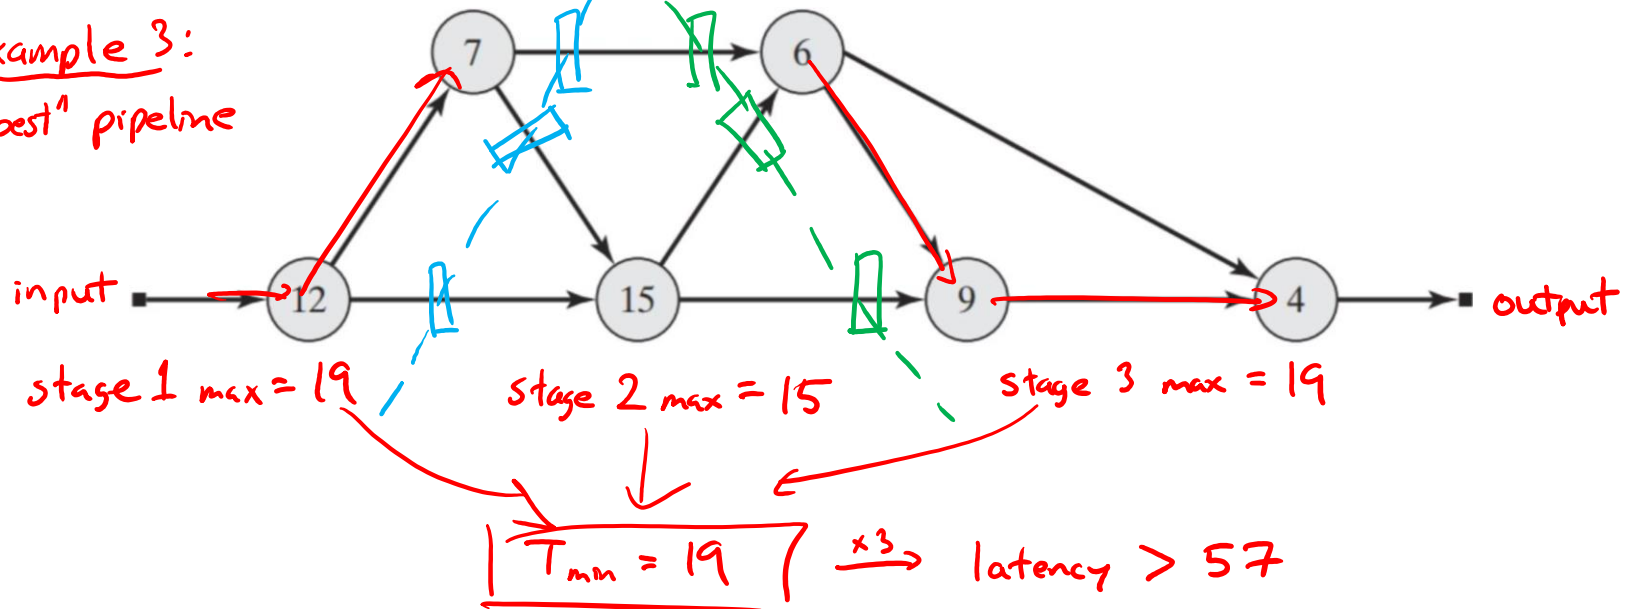 xample 3:
best" pipeline
7
6
input
12
15
9
4
output
stage 1 max = 19
stage 2 max = 15
stage 3 max = 19
Tmin = 19
x3
latency > 57